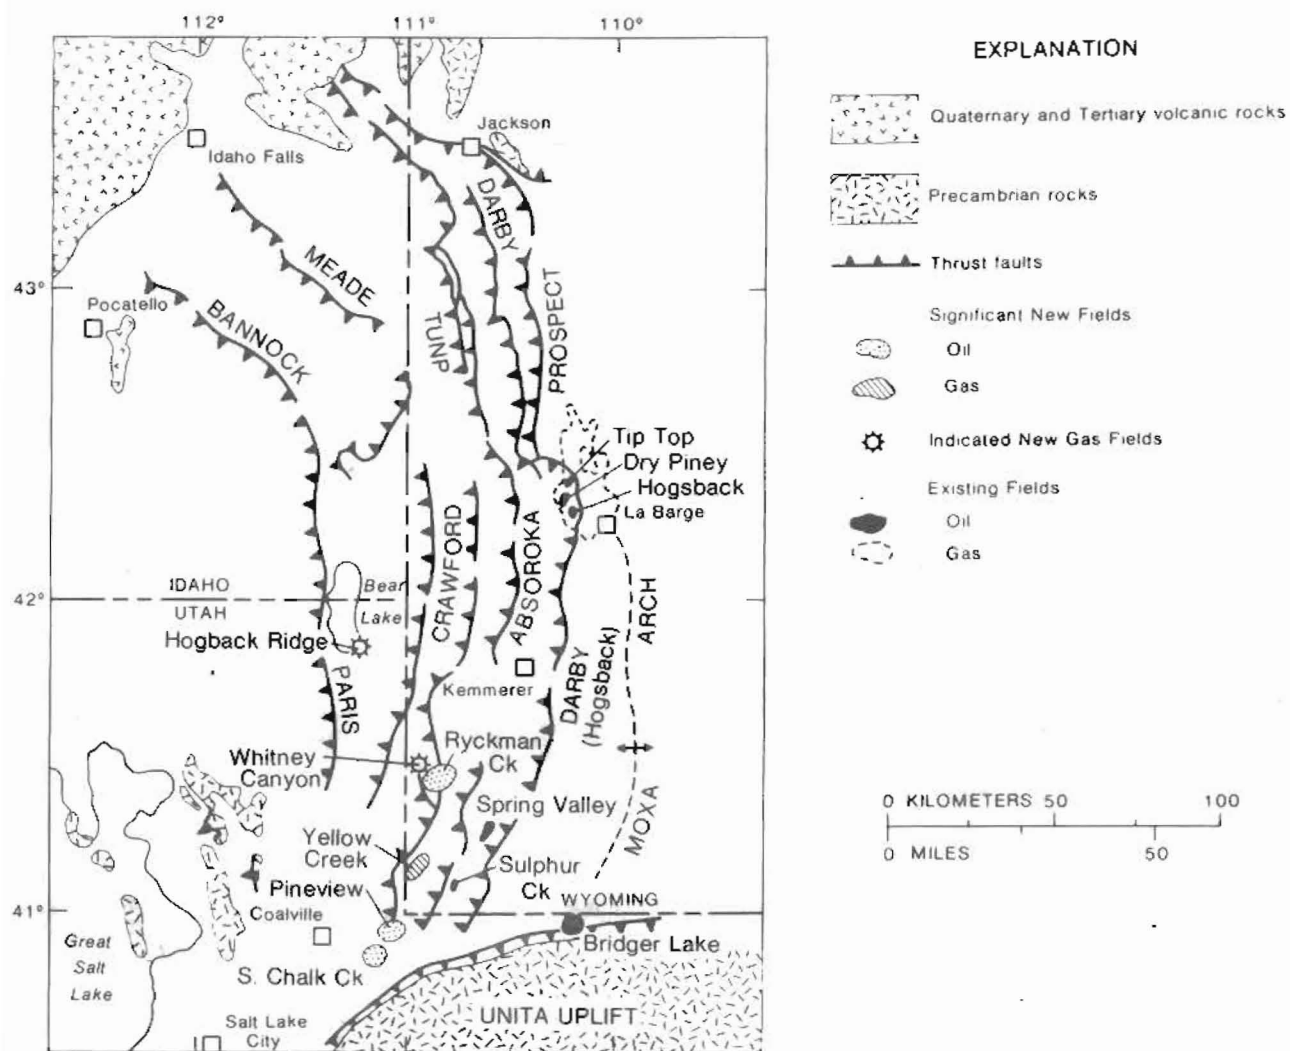 112°
111°
110°
EXPLANATION
Quaternary and Tertiary volcanic rocks
Precambrian rocks
Thrust faults
Significant New Fields
Oil
Gas
Indicated New Gas Fields
Existing Fields
Oil
Gas
0 KILOMETERS 50 100
0 MILES 50
Jackson
Idaho Falls
DARBY
MEADE
43°
PROSPECT
Pocatello
BANNOCK
TUNP
Tip Top
Dry Piney
Hogsback
La Barge
CRAWFORD
ABSOROKA
42°
IDAHO
UTAH
Bear
Lake
ARCH
Hogback Ridge
PARIS
Kemmerer
DARBY
(Hogsback)
Whitney
Canyon
Ryckman
Ck
Spring Valley
MOXA
Yellow
Creek
Sulphur
Ck
Pineview
WYOMING
41°
Coalville
Great
Salt
Lake
Bridger Lake
S. Chalk Ck
UNITA UPLIFT
Salt Lake
City